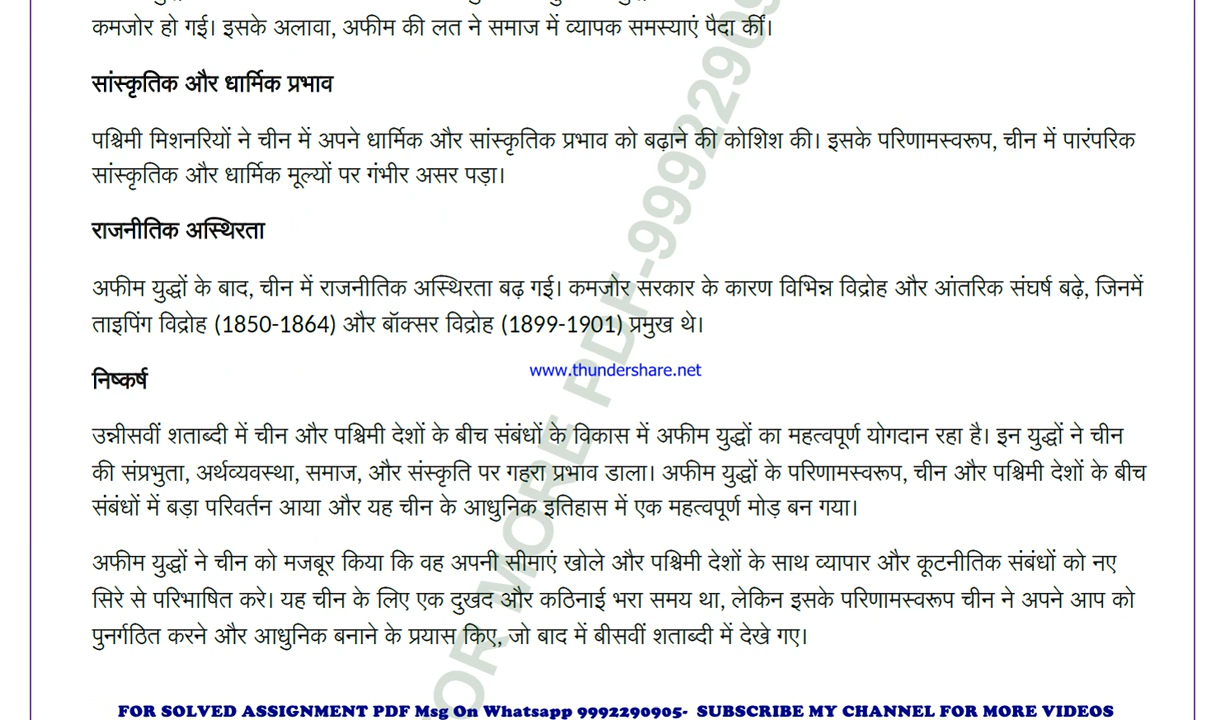 कमजोर हो गई। इसके अलावा, अफीम की लत ने समाज में व्यापक समस्याएं पैदा कीं।
सांस्कृतिक और धार्मिक प्रभाव
पश्चिमी मिशनरियों ने चीन में अपने धार्मिक और सांस्कृतिक प्रभाव को बढ़ाने की कोशिश की। इसके परिणामस्वरूप, चीन में पारंपरिक
सांस्कृतिक और धार्मिक मूल्यों पर गंभीर असर पड़ा।
राजनीतिक अस्थिरता
अफीम युद्धों के बाद, चीन में राजनीतिक अस्थिरता बढ़ गई। कमजोर सरकार के कारण विभिन्न विद्रोह और आंतरिक संघर्ष बढ़े, जिनमें
ताइपिंग विद्रोह (1850-1864) और बॉक्सर विद्रोह (1899-1901) प्रमुख थे।
www.thundershare.net
निष्कर्ष
उन्नीसवीं शताब्दी में चीन और पश्चिमी देशों के बीच संबंधों के विकास में अफीम युद्धों का महत्वपूर्ण योगदान रहा है। इन युद्धों ने चीन
की संप्रभुता, अर्थव्यवस्था, समाज, और संस्कृति पर गहरा प्रभाव डाला। अफीम युद्धों के परिणामस्वरूप, चीन और पश्चिमी देशों के बीच
संबंधों में बड़ा परिवर्तन आया और यह चीन के आधुनिक इतिहास में एक महत्वपूर्ण मोड़ बन गया।
अफीम युद्धों ने चीन को मजबूर किया कि वह अपनी सीमाएं खोले और पश्चिमी देशों के साथ व्यापार और कूटनीतिक संबंधों को नए
सिरे से परिभाषित करे। यह चीन के लिए एक दुखद और कठिनाई भरा समय था, लेकिन इसके परिणामस्वरूप चीन ने अपने आप को
पुनर्गठित करने और आधुनिक बनाने के प्रयास किए, जो बाद में बीसवीं शताब्दी में देखे गए।
OR MORE PDF-999229090
FOR SOLVED ASSIGNMENT PDF Msg On Whatsapp 9992290905- SUBSCRIBE MY CHANNEL FOR MORE VIDEOS